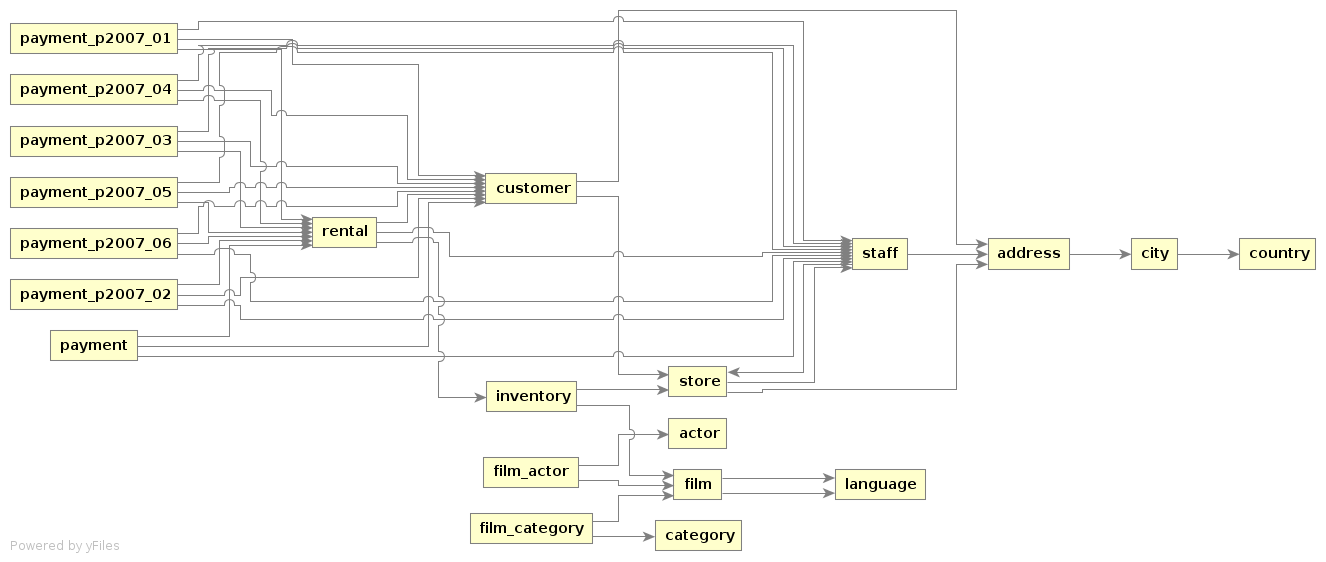 payment_p2007_01
payment_p2007_04
payment_p2007_03
payment_p2007_05
payment_p2007_06
payment_p2007_02
payment
rental
customer
inventory
film_actor
film_category
store
actor
film
category
staff
language
address
city
country
Powered by yFiles